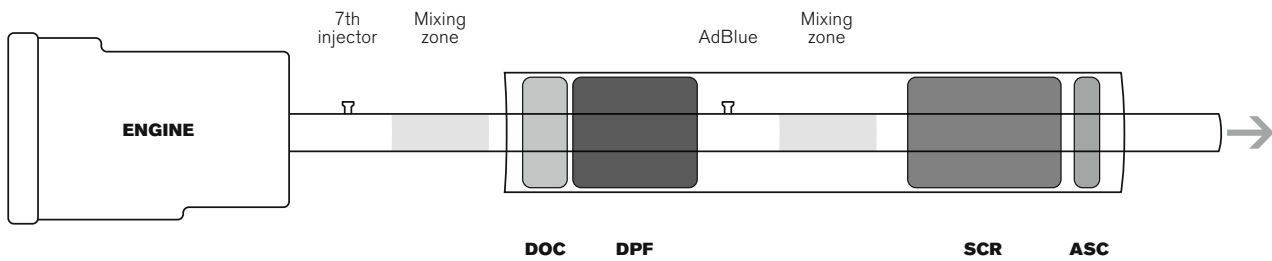 7th
injector
Mixing
zone
AdBlue
Mixing
zone
ENGINE
DOC
DPF
SCR
ASC